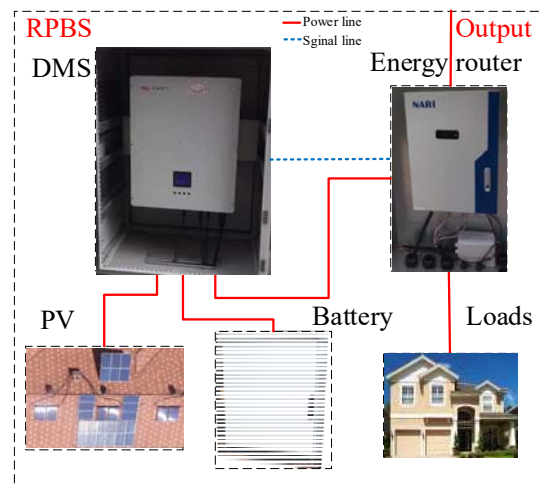 RPBS
Power line
Sginal line
Output
DMS
Energy router
NARI
PV
Battery
Loads